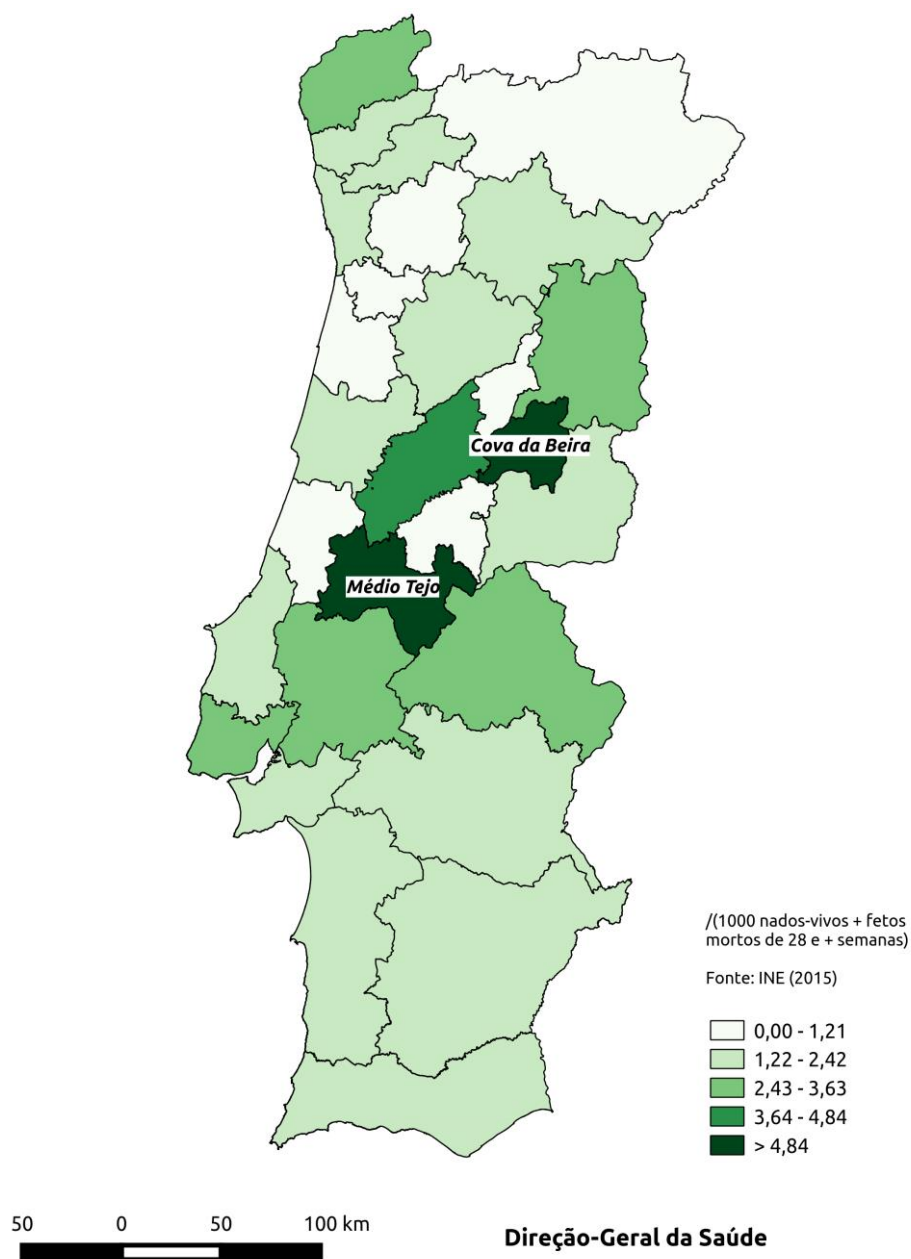 Cova da Beira
Médio Tejo
/(1000 nados-vivos + fetos
mortos de 28 e + semanas)
Fonte: INE (2015)
0,00 - 1,21
1,22 - 2,42
2,43 - 3,63
3,64 - 4,84
> 4,84
50 0 50 100 km
Direção-Geral da Saúde